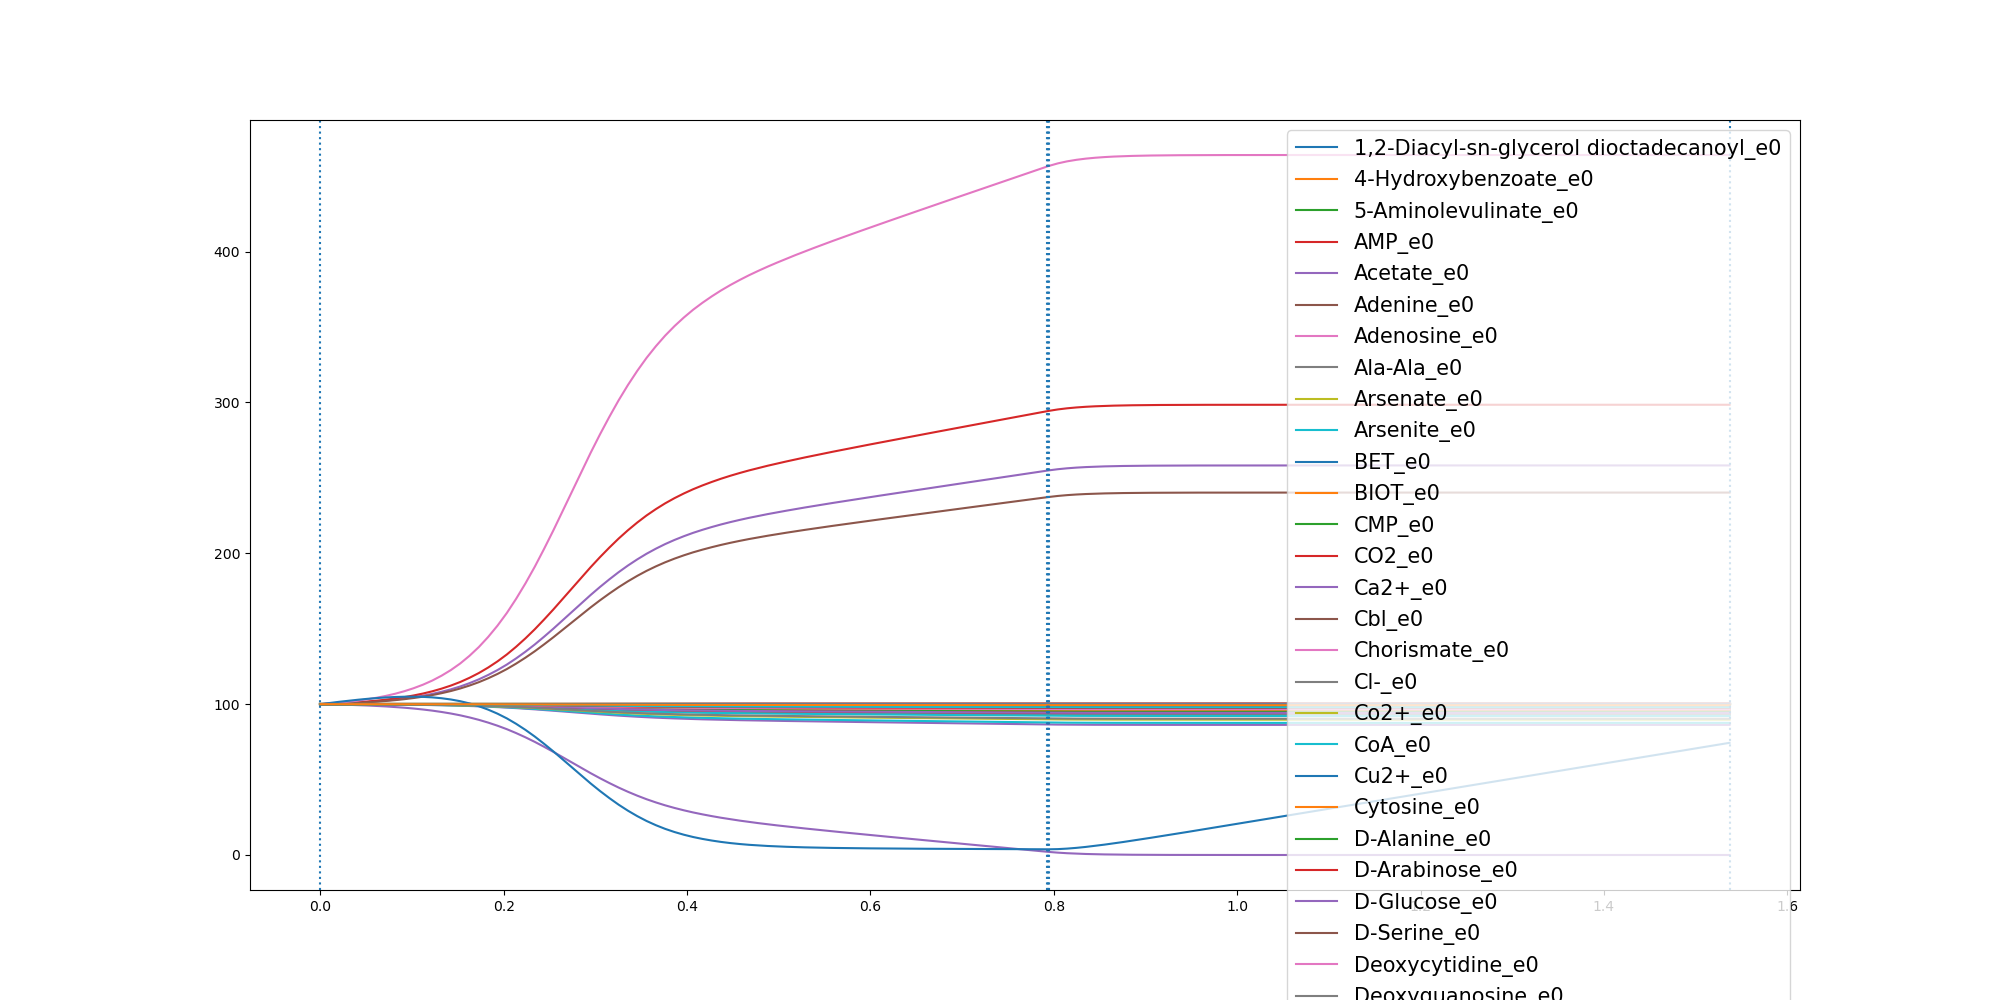 400
300
200
100
0
0.0
0.2
0.4
0.6
0.8
1.0
1.2
1.4
1.6
1,2-Diacyl-sn-glycerol dioctadecanoyl_e0
4-Hydroxybenzoate_e0
5-Aminolevulinate_e0
AMP_e0
Acetate_e0
Adenine_e0
Adenosine_e0
Ala-Ala_e0
Arsenate_e0
Arsenite_e0
BET_e0
BIOT_e0
CMP_e0
CO2_e0
Ca2+_e0
Cbl_e0
Chorismate_e0
Cl-_e0
Co2+_e0
CoA_e0
Cu2+_e0
Cytosine_e0
D-Alanine_e0
D-Arabinose_e0
D-Glucose_e0
D-Serine_e0
Deoxycytidine_e0
Deoxyguanosine_e0